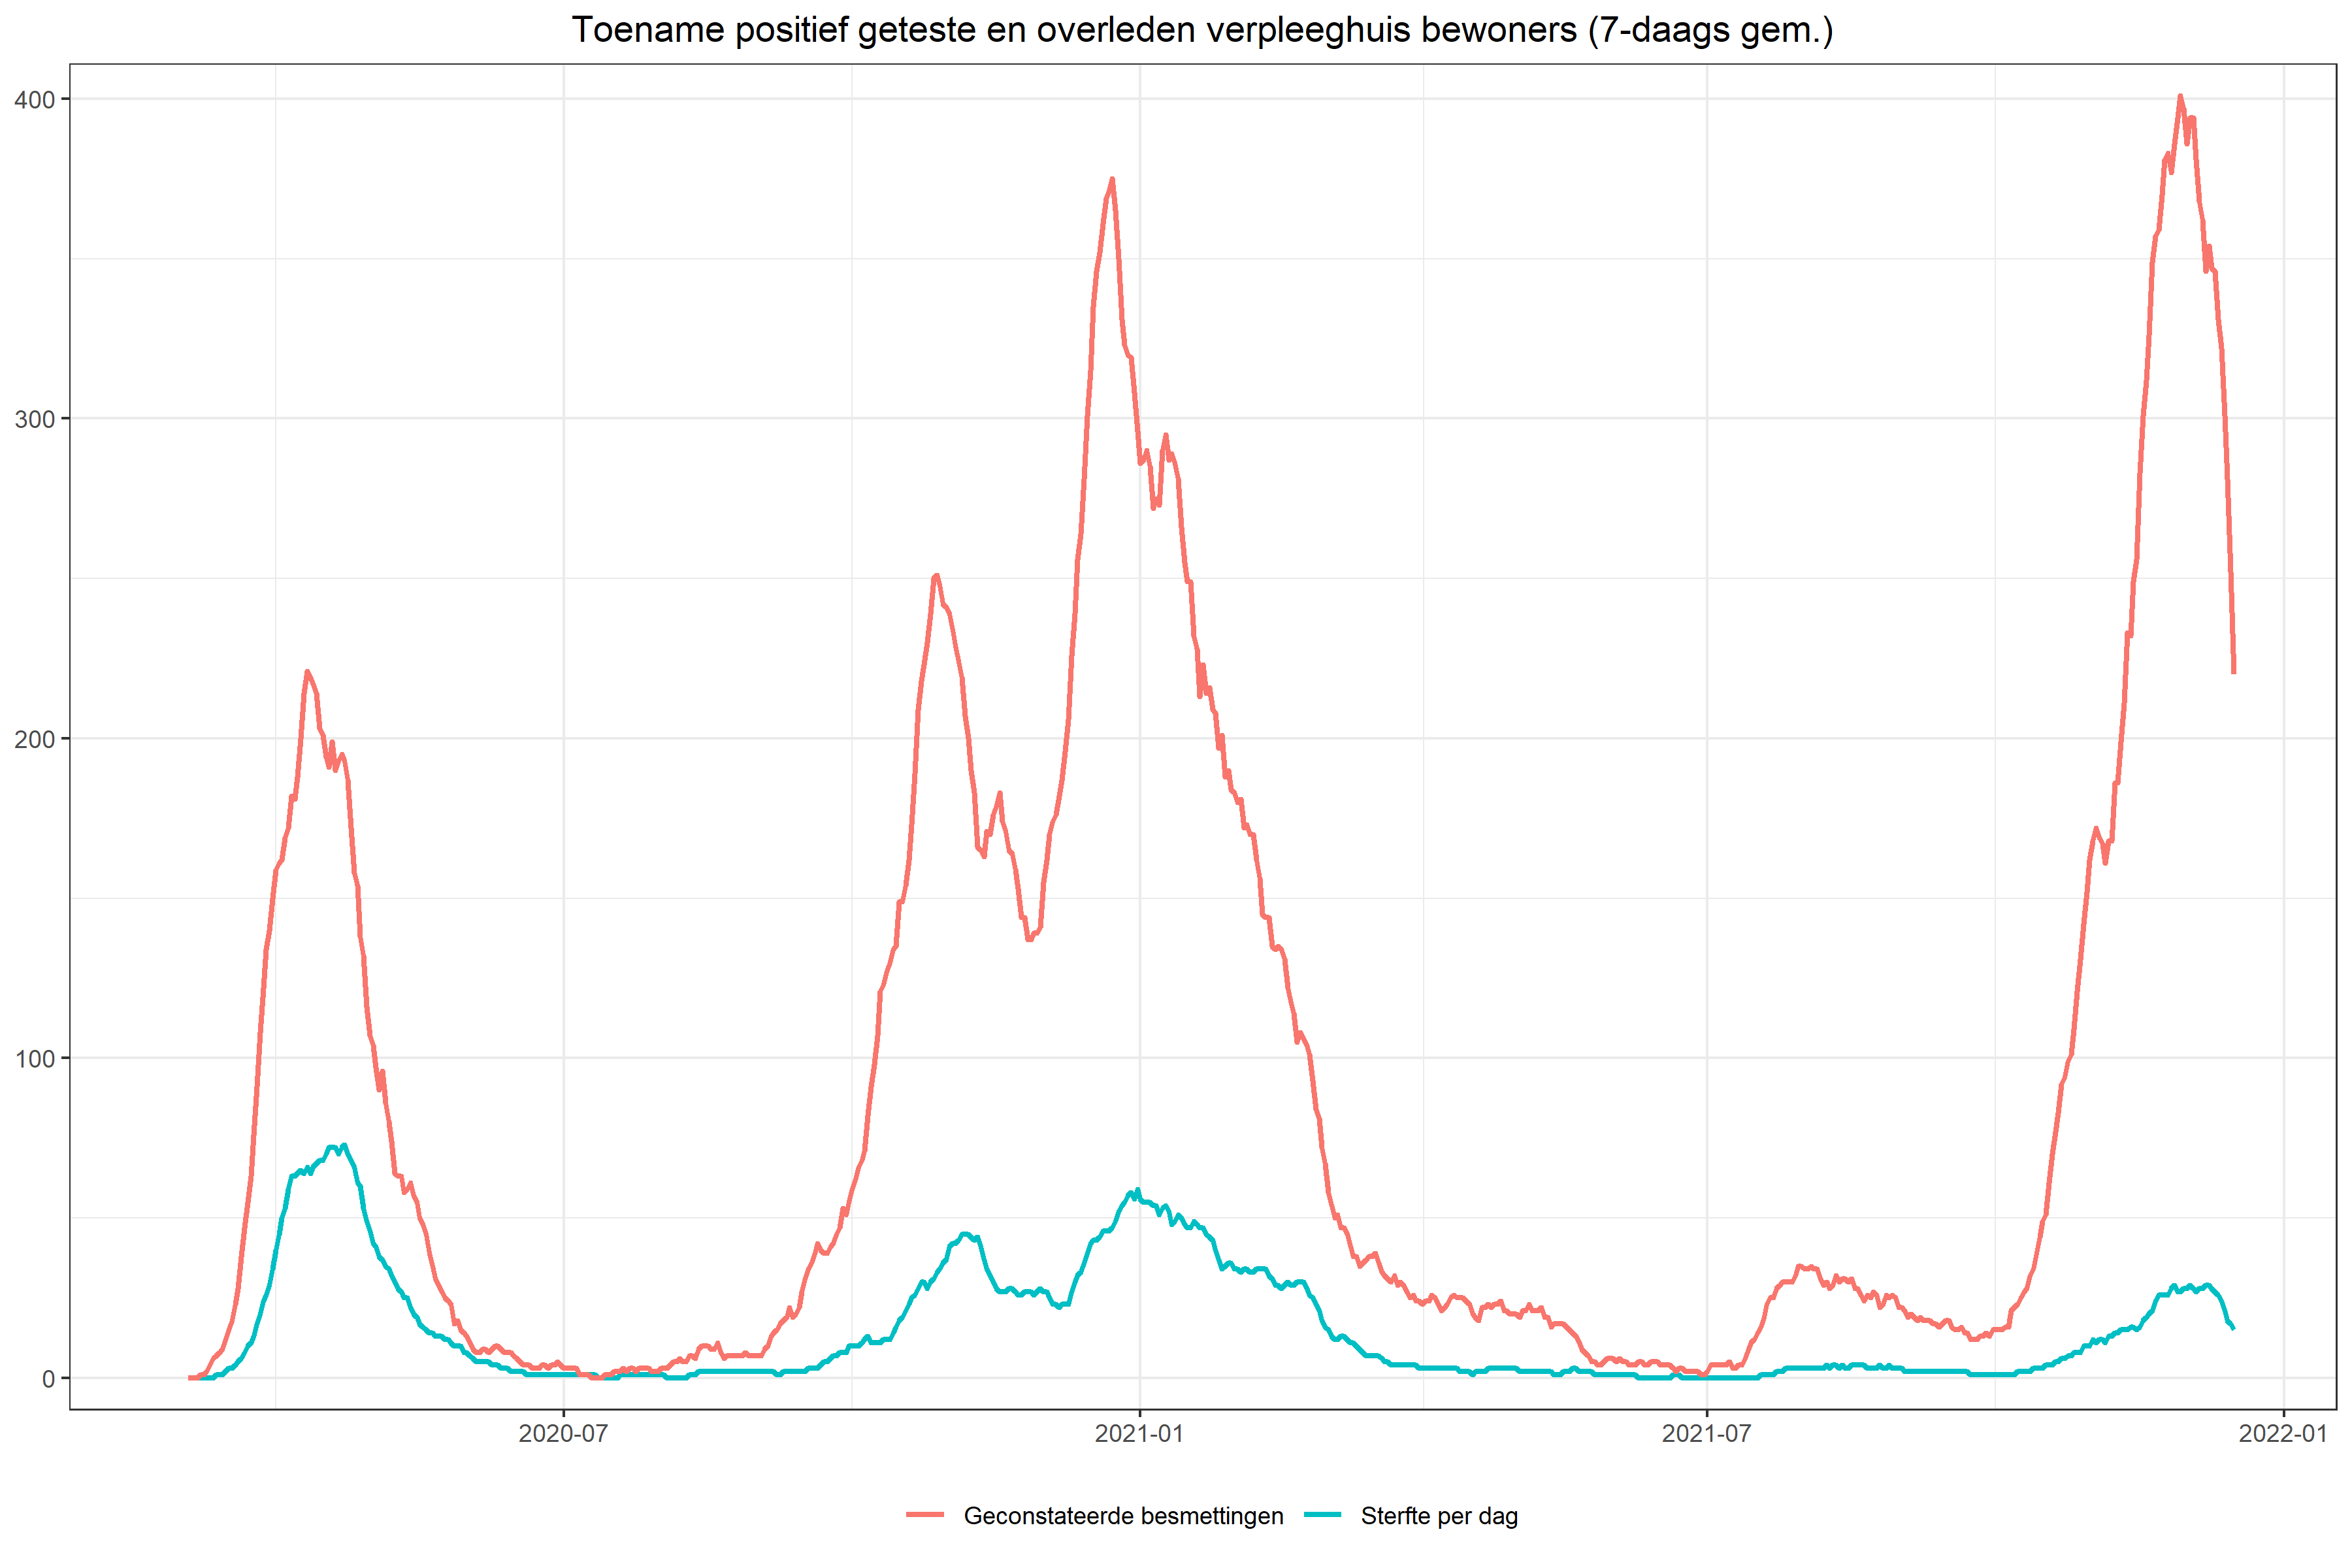 Toename positief geteste en overleden verpleeghuis bewoners (7-daags gem.)
400
300
200
100
0
2020-07 2021-01 2021-07 2022-01
Geconstateerde besmettingen Sterfte per dag